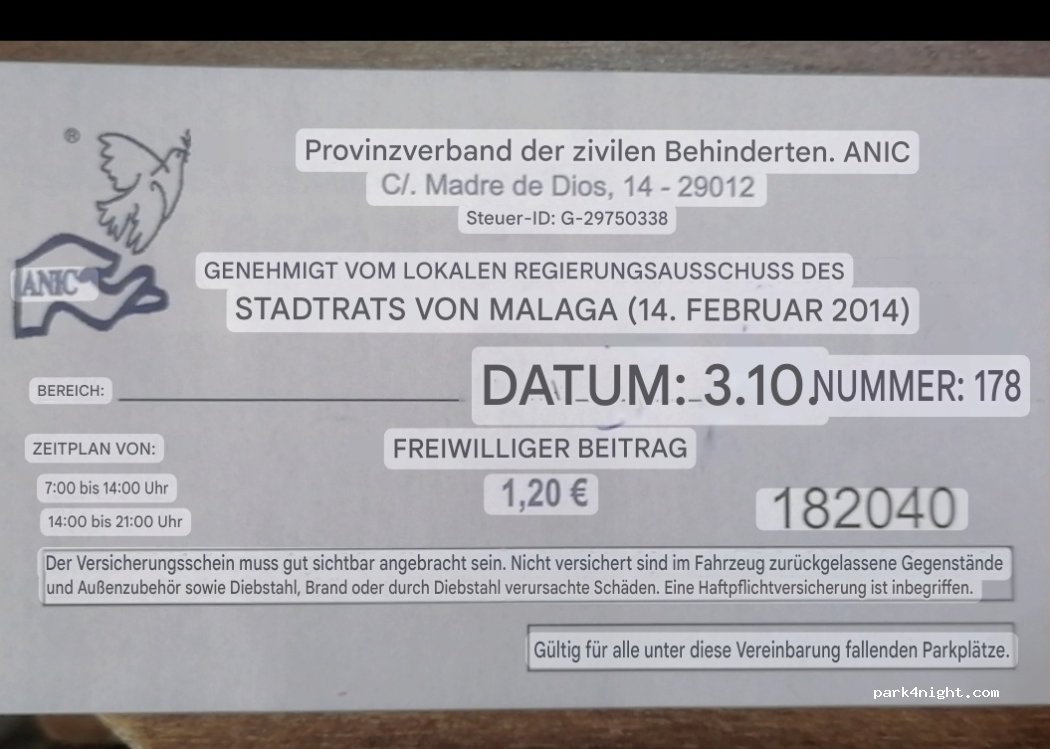 ®
Provinzverband der zivilen Behinderten. ANIC
C/. Madre de Dios, 14 - 29012
Steuer-ID: G-29750338
ANIC
GENEHMIGT VOM LOKALEN REGIERUNGSAUSSCHUSS DES
STADTRATS VON MALAGA (14. FEBRUAR 2014)
BEREICH: DATUM: 3.10. NUMMER: 178
ZEITPLAN VON:
FREIWILLIGER BEITRAG
7:00 bis 14:00 Uhr
1,20 €
14:00 bis 21:00 Uhr
182040
Der Versicherungsschein muss gut sichtbar angebracht sein. Nicht versichert sind im Fahrzeug zurückgelassene Gegenstände
und Außenzubehör sowie Diebstahl, Brand oder durch Diebstahl verursachte Schäden. Eine Haftpflichtversicherung ist inbegriffen.
Gültig für alle unter diese Vereinbarung fallenden Parkplätze.
park4night.com